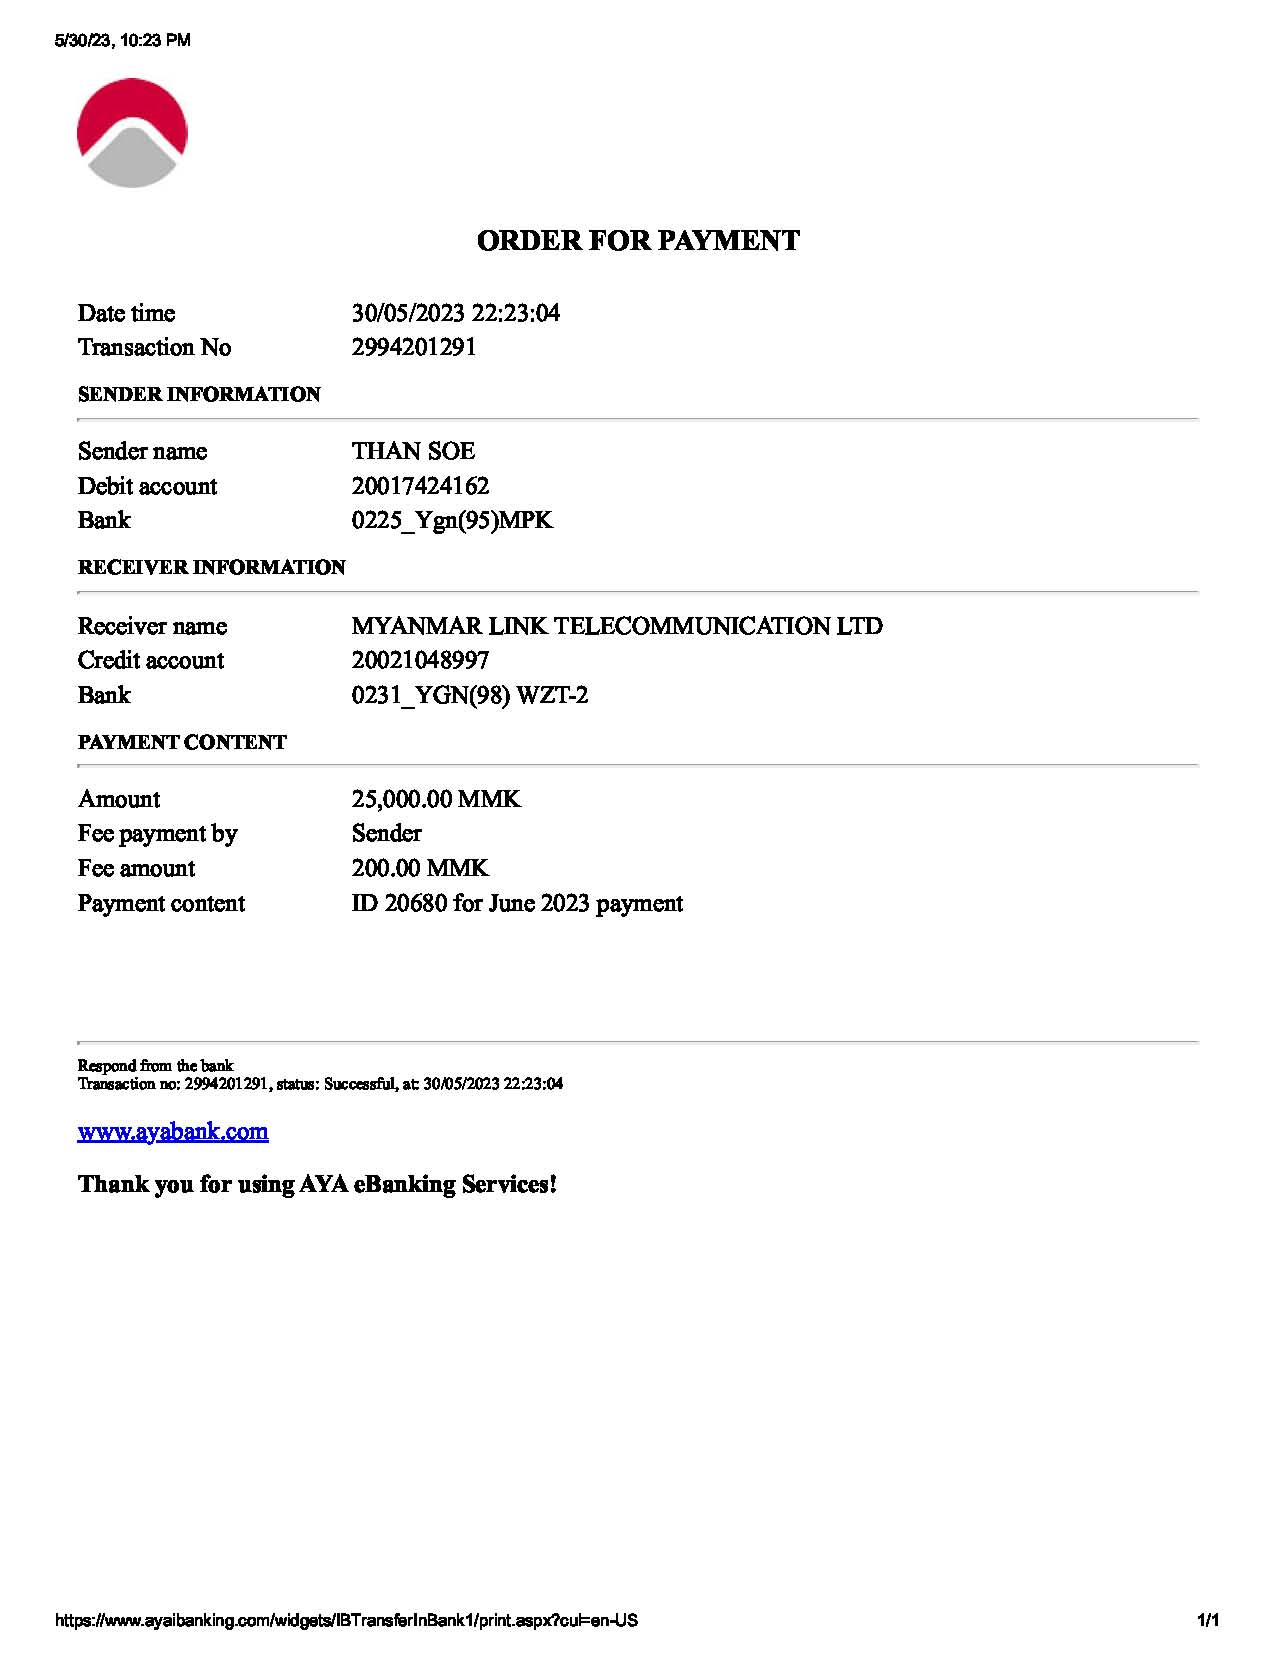 5/30/23, 10:23 PM
ORDER FOR PAYMENT
Date time 30/05/2023 22:23:04
Transaction No 2994201291
SENDER INFORMATION
Sender name THAN SOE
Debit account 20017424162
Bank 0225_Ygn(95)MPK
RECEIVER INFORMATION
Receiver name MYANMAR LINK TELECOMMUNICATION LTD
Credit account 20021048997
Bank 0231_YGN(98) WZT-2
PAYMENT CONTENT
Amount 25,000.00 MMK
Fee payment by Sender
Fee amount 200.00 MMK
Payment content ID 20680 for June 2023 payment
Respond from the bank
Transaction no: 2994201291, status: Successful, at: 30/05/2023 22:23:04
www.ayabank.com
Thank you for using AYA eBanking Services!
https://www.ayaibanking.com/widgets/IBTransferInBank1/print.aspx?cul=en-US 1/1